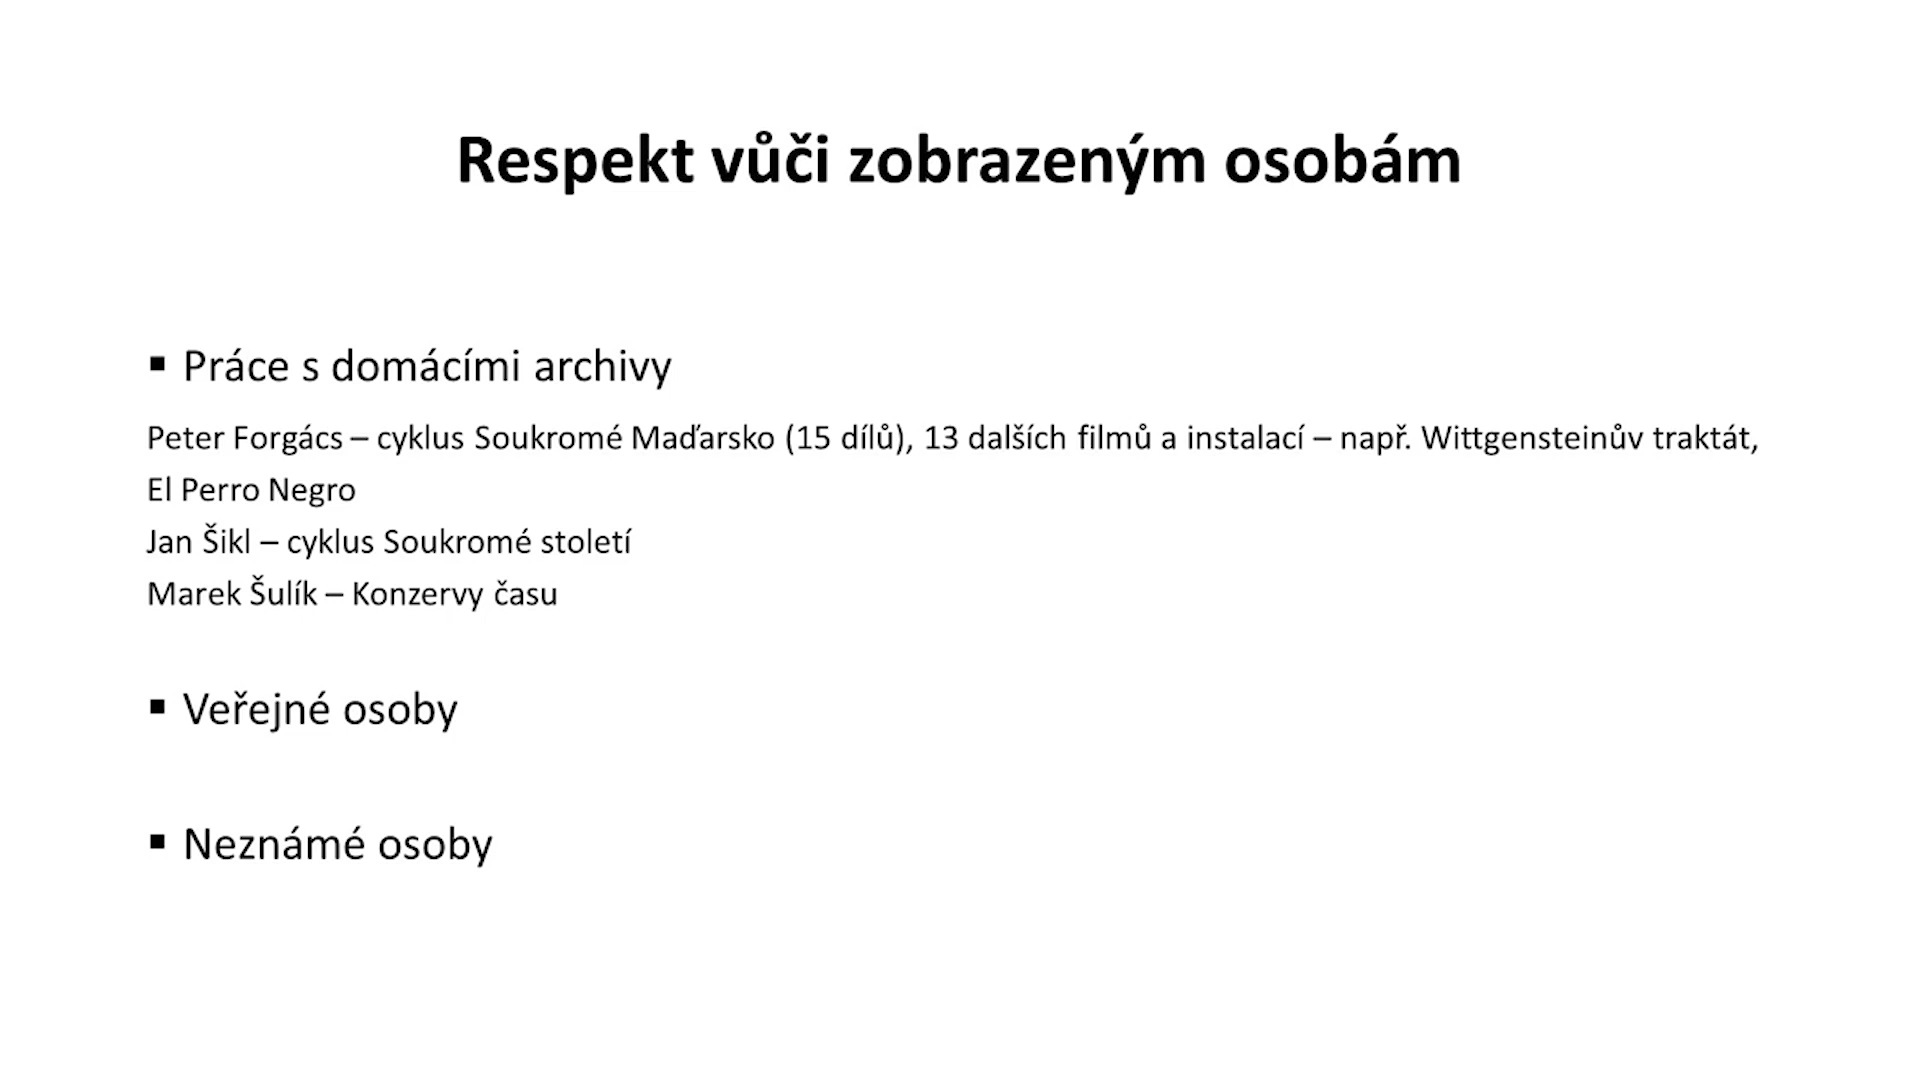 Respekt vůči zobrazeným osobám
▪ Práce s domácími archivy
Peter Forgács – cyklus Soukromé Maďarsko (15 dílů), 13 dalších filmů a instalací – např. Wittgensteinův traktát,
El Perro Negro
Jan Šikl – cyklus Soukromé století
Marek Šulík – Konzervy času
▪ Veřejné osoby
▪ Neznámé osoby